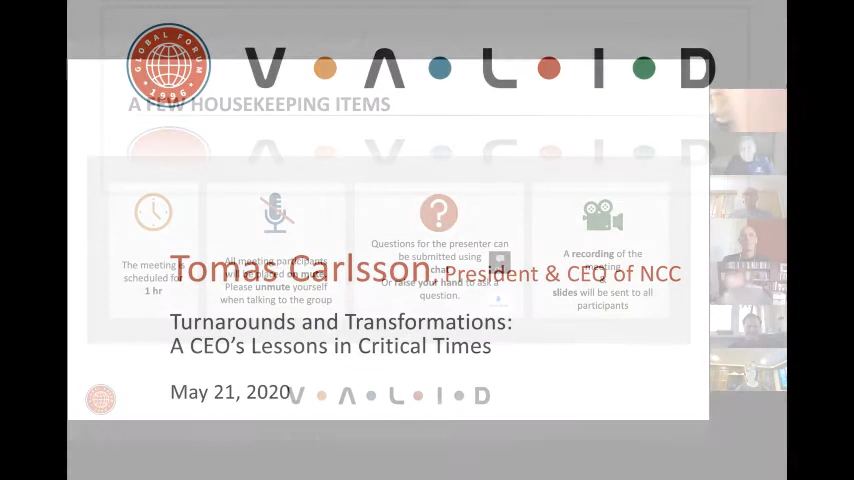 GLOBAL FORUM
1996
V A L I D
A FEW HOUSEKEEPING ITEMS
The meeting is
scheduled for
1 hr
All meeting participants
will be placed on mute.
Please unmute yourself
when talking to the group
Questions for the presenter can
be submitted using
chat
Or raise your hand to ask a
question.
A recording of the
meeting
slides will be sent to all
participants
Tomas Carlsson, President & CEO of NCC
Turnarounds and Transformations:
A CEO's Lessons in Critical Times
May 21, 2020
V A L I D